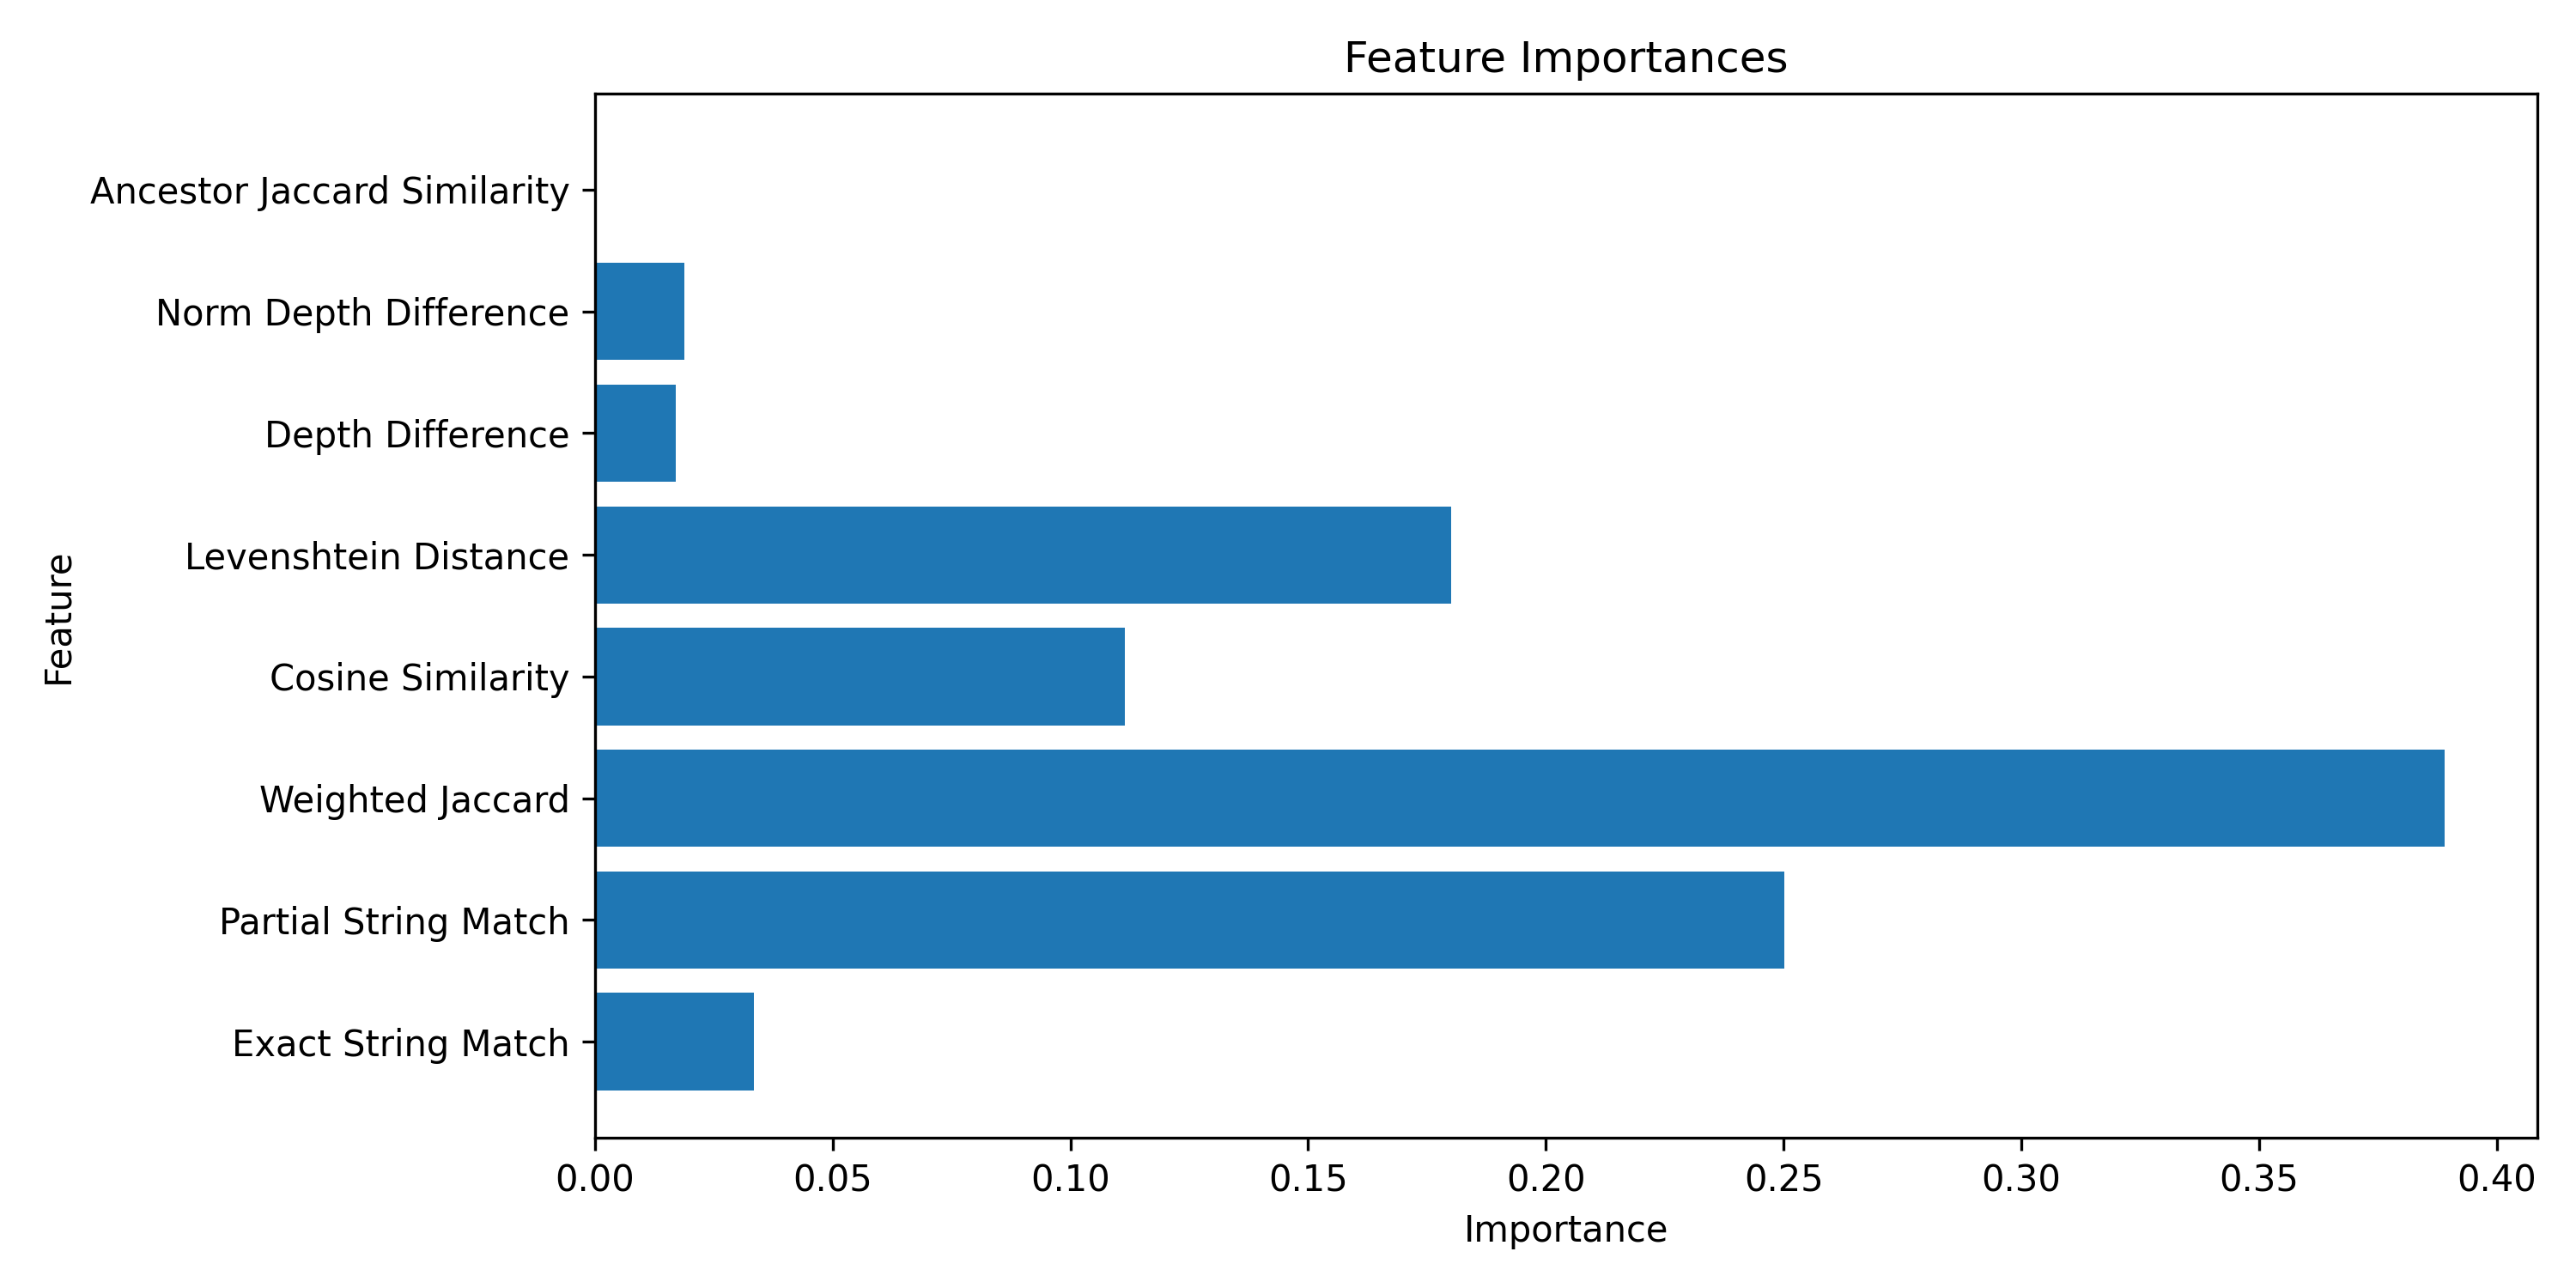 Feature Importances
Ancestor Jaccard Similarity
Norm Depth Difference
Depth Difference
Levenshtein Distance
Cosine Similarity
Weighted Jaccard
Partial String Match
Exact String Match
Feature
0.00 0.05 0.10 0.15 0.20 0.25 0.30 0.35 0.40
Importance